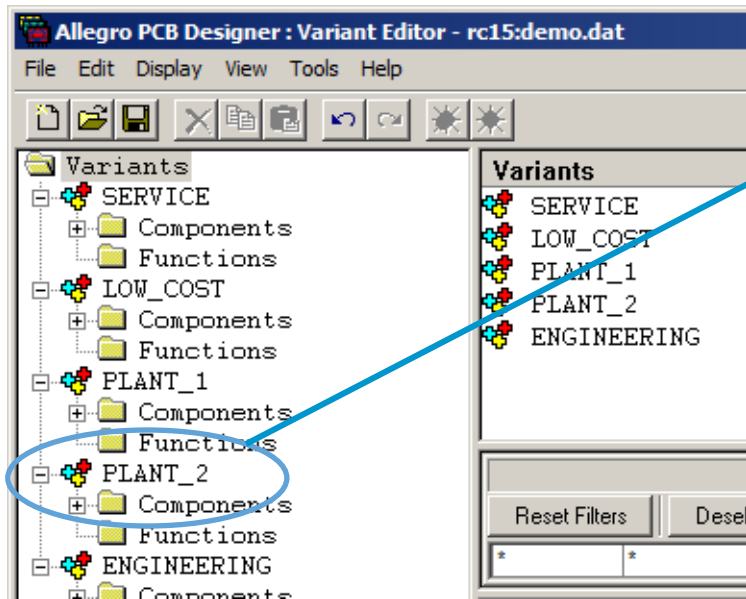 Allegro PCB Designer : Variant Editor - rc15:demo.dat
File Edit Display View Tools Help
Variants
SERVICE
Components
Functions
LOW_COST
Components
Functions
PLANT_1
Components
Functions
PLANT_2
Components
Functions
ENGINEERING
Components
Variants
SERVICE
LOW_COST
PLANT_1
PLANT_2
ENGINEERING
Reset Filters Desel
* *